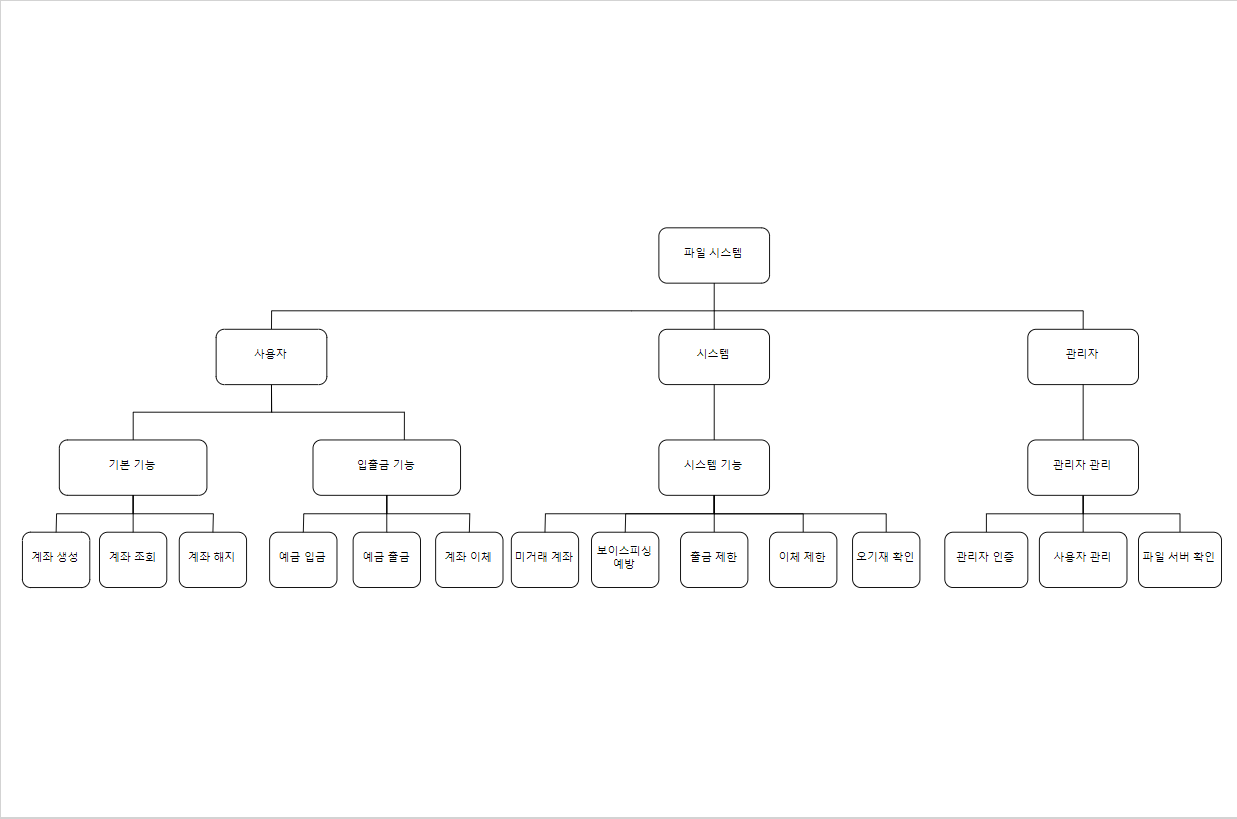 파일 시스템
사용자
시스템
관리자
기본 기능
입출금 기능
시스템 기능
관리자 관리
계좌 생성
계좌 조회
계좌 해지
예금 입금
예금 출금
계좌 이체
미거래 계좌
보이스피싱
예방
출금 제한
이체 제한
오기재 확인
관리자 인증
사용자 관리
파일 서버 확인